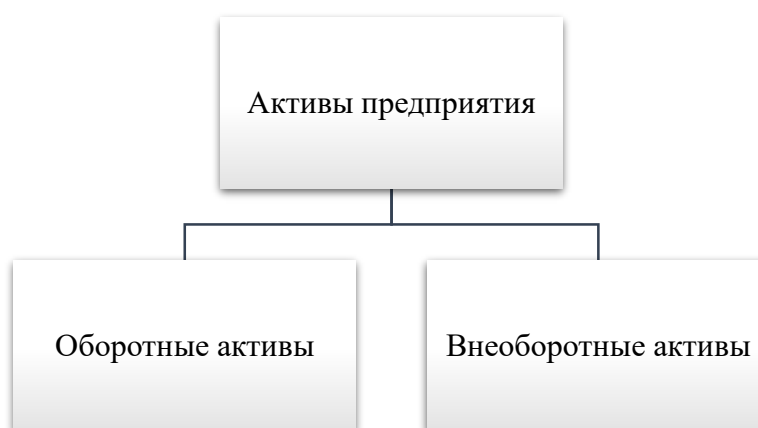 Активы предприятия
Оборотные активы
Внеоборотные активы